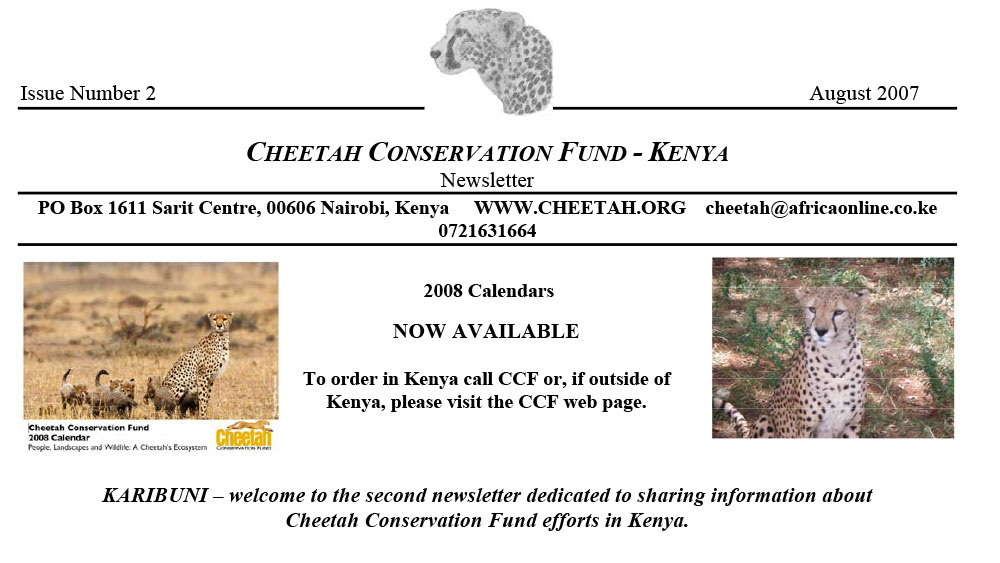 Issue Number 2
August 2007
CHEETAH CONSERVATION FUND - KENYA
Newsletter
PO Box 1611 Sarit Centre, 00606 Nairobi, Kenya WWW.CHEETAH.ORG cheetah@africaonline.co.ke
0721631664
Cheetah Conservation Fund
2008 Calendar
People, Landscapes and Wildlife: A Cheetah's Ecosystem
Cheetah
CONSERVATION FUND
2008 Calendars
NOW AVAILABLE
To order in Kenya call CCF or, if outside of
Kenya, please visit the CCF web page.
KARIBUNI – welcome to the second newsletter dedicated to sharing information about
Cheetah Conservation Fund efforts in Kenya.